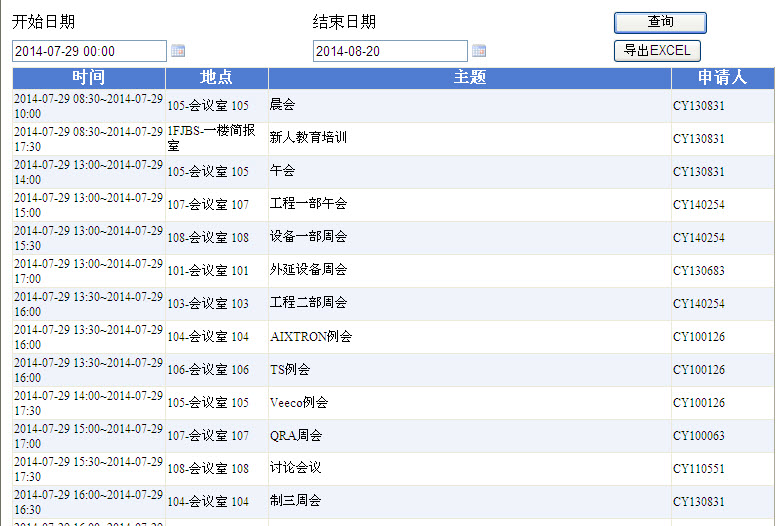 开始日期 结束日期 查询
2014-07-29 00:00 2014-08-20 导出EXCEL
时间 地点 主题 申请人
2014-07-29 08:30~2014-07-29
10:00 105-会议室 105 晨会 CY130831
2014-07-29 08:30~2014-07-29
17:30 1FJBS-一楼简报
室 新人教育培训 CY130831
2014-07-29 13:00~2014-07-29
14:00 105-会议室 105 午会 CY130831
2014-07-29 13:00~2014-07-29
15:00 107-会议室 107 工程一部午会 CY140254
2014-07-29 13:00~2014-07-29
15:30 108-会议室 108 设备一部周会 CY140254
2014-07-29 13:00~2014-07-29
17:00 101-会议室 101 外延设备周会 CY130683
2014-07-29 13:30~2014-07-29
16:00 103-会议室 103 工程二部周会 CY140254
2014-07-29 13:30~2014-07-29
16:00 104-会议室 104 AIXTRON例会 CY100126
2014-07-29 13:30~2014-07-29
16:00 106-会议室 106 TS例会 CY100126
2014-07-29 14:00~2014-07-29
17:30 105-会议室 105 Veeco例会 CY100126
2014-07-29 15:00~2014-07-29
17:00 107-会议室 107 QRA周会 CY100063
2014-07-29 15:30~2014-07-29
17:30 108-会议室 108 讨论会议 CY110551
2014-07-29 16:00~2014-07-29
16:30 104-会议室 104 制三周会 CY130831